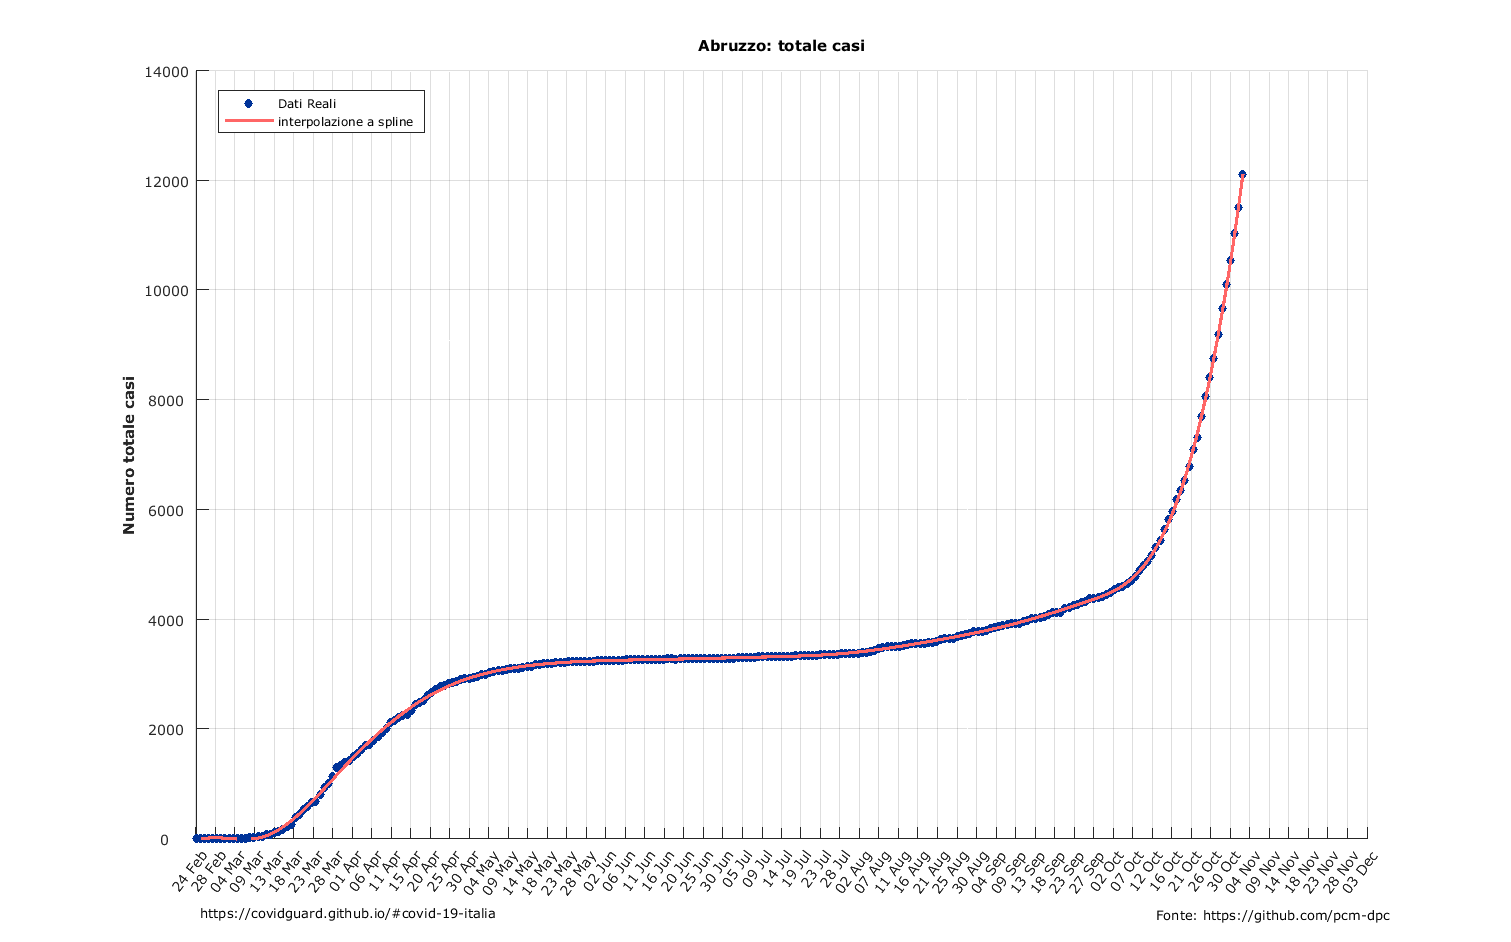 Abruzzo: totale casi
14000
12000
10000
8000
6000
4000
2000
0
Numero totale casi
Dati Reali
interpolazione a spline
24 Feb
28 Feb
04 Mar
09 Mar
13 Mar
18 Mar
23 Mar
28 Mar
01 Apr
06 Apr
11 Apr
15 Apr
20 Apr
25 Apr
30 Apr
04 May
09 May
14 May
18 May
23 May
28 May
02 Jun
06 Jun
11 Jun
16 Jun
20 Jun
25 Jun
30 Jun
05 Jul
09 Jul
14 Jul
19 Jul
23 Jul
28 Jul
02 Aug
07 Aug
11 Aug
16 Aug
21 Aug
25 Aug
30 Aug
04 Sep
09 Sep
13 Sep
18 Sep
23 Sep
27 Sep
02 Oct
07 Oct
12 Oct
16 Oct
21 Oct
26 Oct
30 Oct
04 Nov
09 Nov
14 Nov
18 Nov
23 Nov
28 Nov
03 Dec
https://covidguard.github.io/#covid-19-italia
Fonte: https://github.com/pcm-dpc